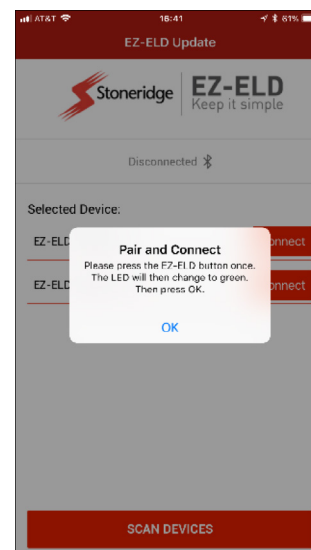 AT&T 16:41 61%
EZ-ELD Update
Stoneridge EZ-ELD
Keep it simple
Disconnected
Selected Device:
EZ-ELD
Pair and Connect
Please press the EZ-ELD button once.
The LED will then change to green.
Then press OK.
EZ-ELD
OK
SCAN DEVICES